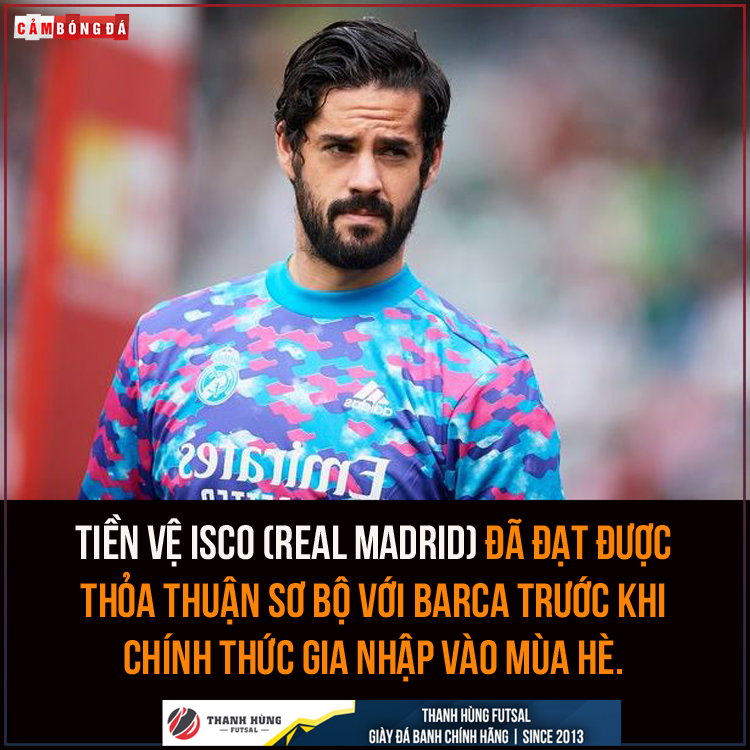 CẢMBÓNGĐÁ
adidas
Emirates
TIỀN VỆ ISCO (REAL MADRID) ĐÃ ĐẠT ĐƯỢC
THỎA THUẬN SƠ BỘ VỚI BARCA TRƯỚC KHI
CHÍNH THỨC GIA NHẬP VÀO MÙA HÈ.
THANH HÙNG
FUTSAL
THANH HÙNG FUTSAL
GIÀY ĐÁ BANH CHÍNH HÃNG | SINCE 2013